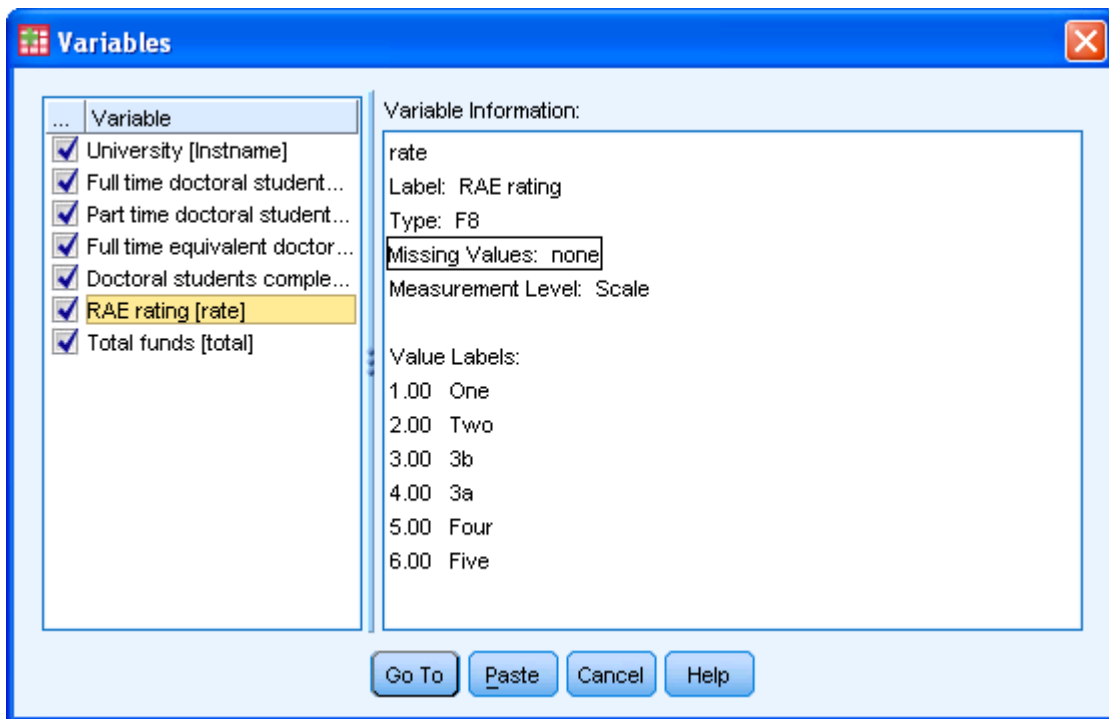 Variables
... Variable
University [Instname]
Full time doctoral student...
Part time doctoral student...
Full time equivalent doctor...
Doctoral students comple...
RAE rating [rate]
Total funds [total]
Variable Information:
rate
Label: RAE rating
Type: F8
Missing Values: none
Measurement Level: Scale
Value Labels:
1.00 One
2.00 Two
3.00 3b
4.00 3a
5.00 Four
6.00 Five
Go To Paste Cancel Help